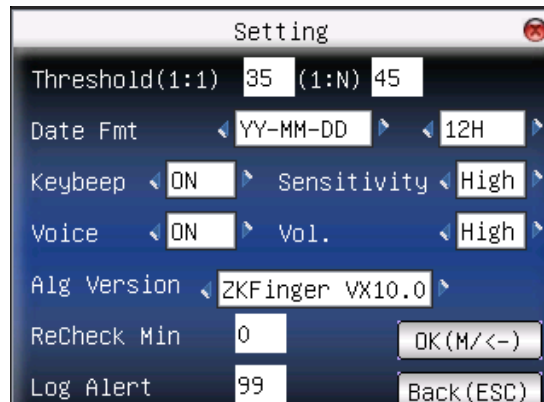 Setting
Threshold(1:1) 35 (1:N) 45
Date Fmt YY-MM-DD 12H
Keybeep ON Sensitivity High
Voice ON Vol. High
Alg Version ZKFinger VX10.0
ReCheck Min 0 OK(M/<-)
Log Alert 99 Back(ESC)